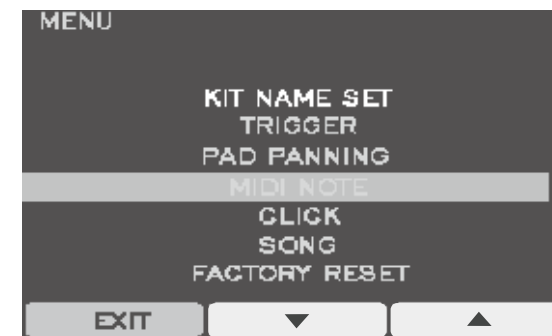 MENU
KIT NAME SET
TRIGGER
PAD PANNING
MIDI NOTE
CLICK
SONG
FACTORY RESET
EXIT ▼ ▲